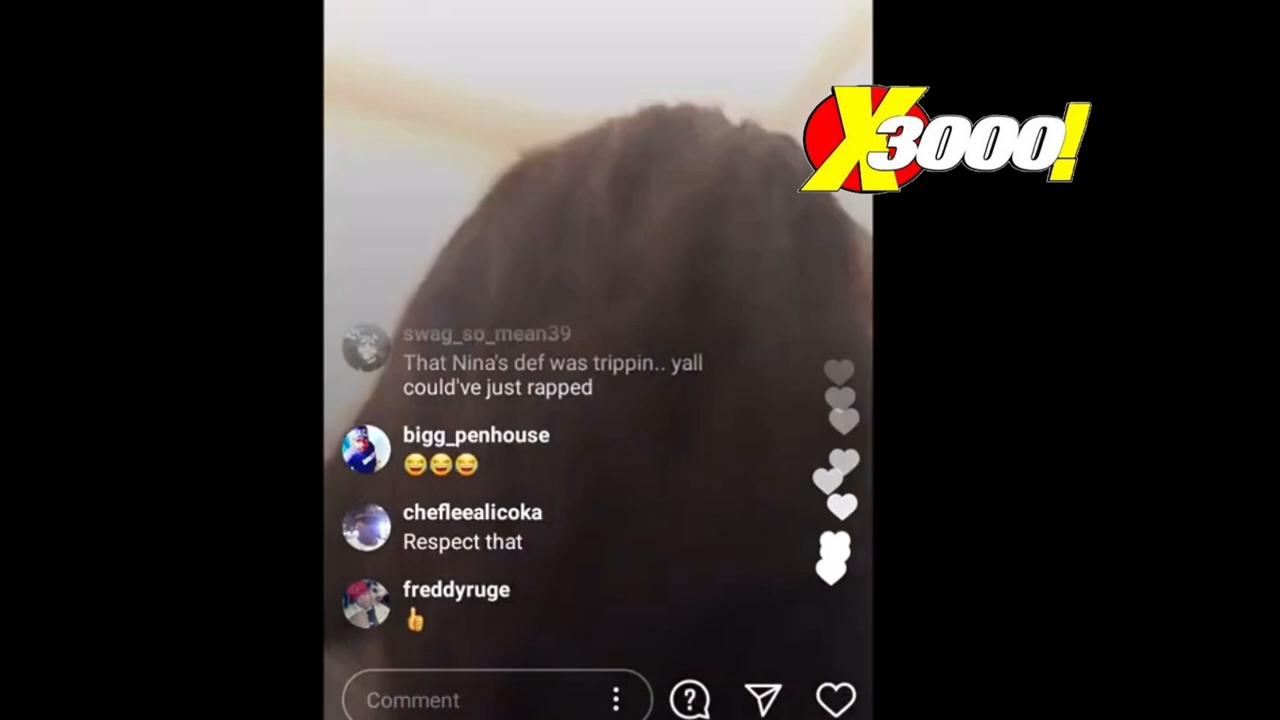 X3000!
swag_so_mean39
That Nina's def was trippin.. yall
could've just rapped
bigg_penhouse
😆😆😆
chefleealicoka
Respect that
freddyruge
👍
Comment
?